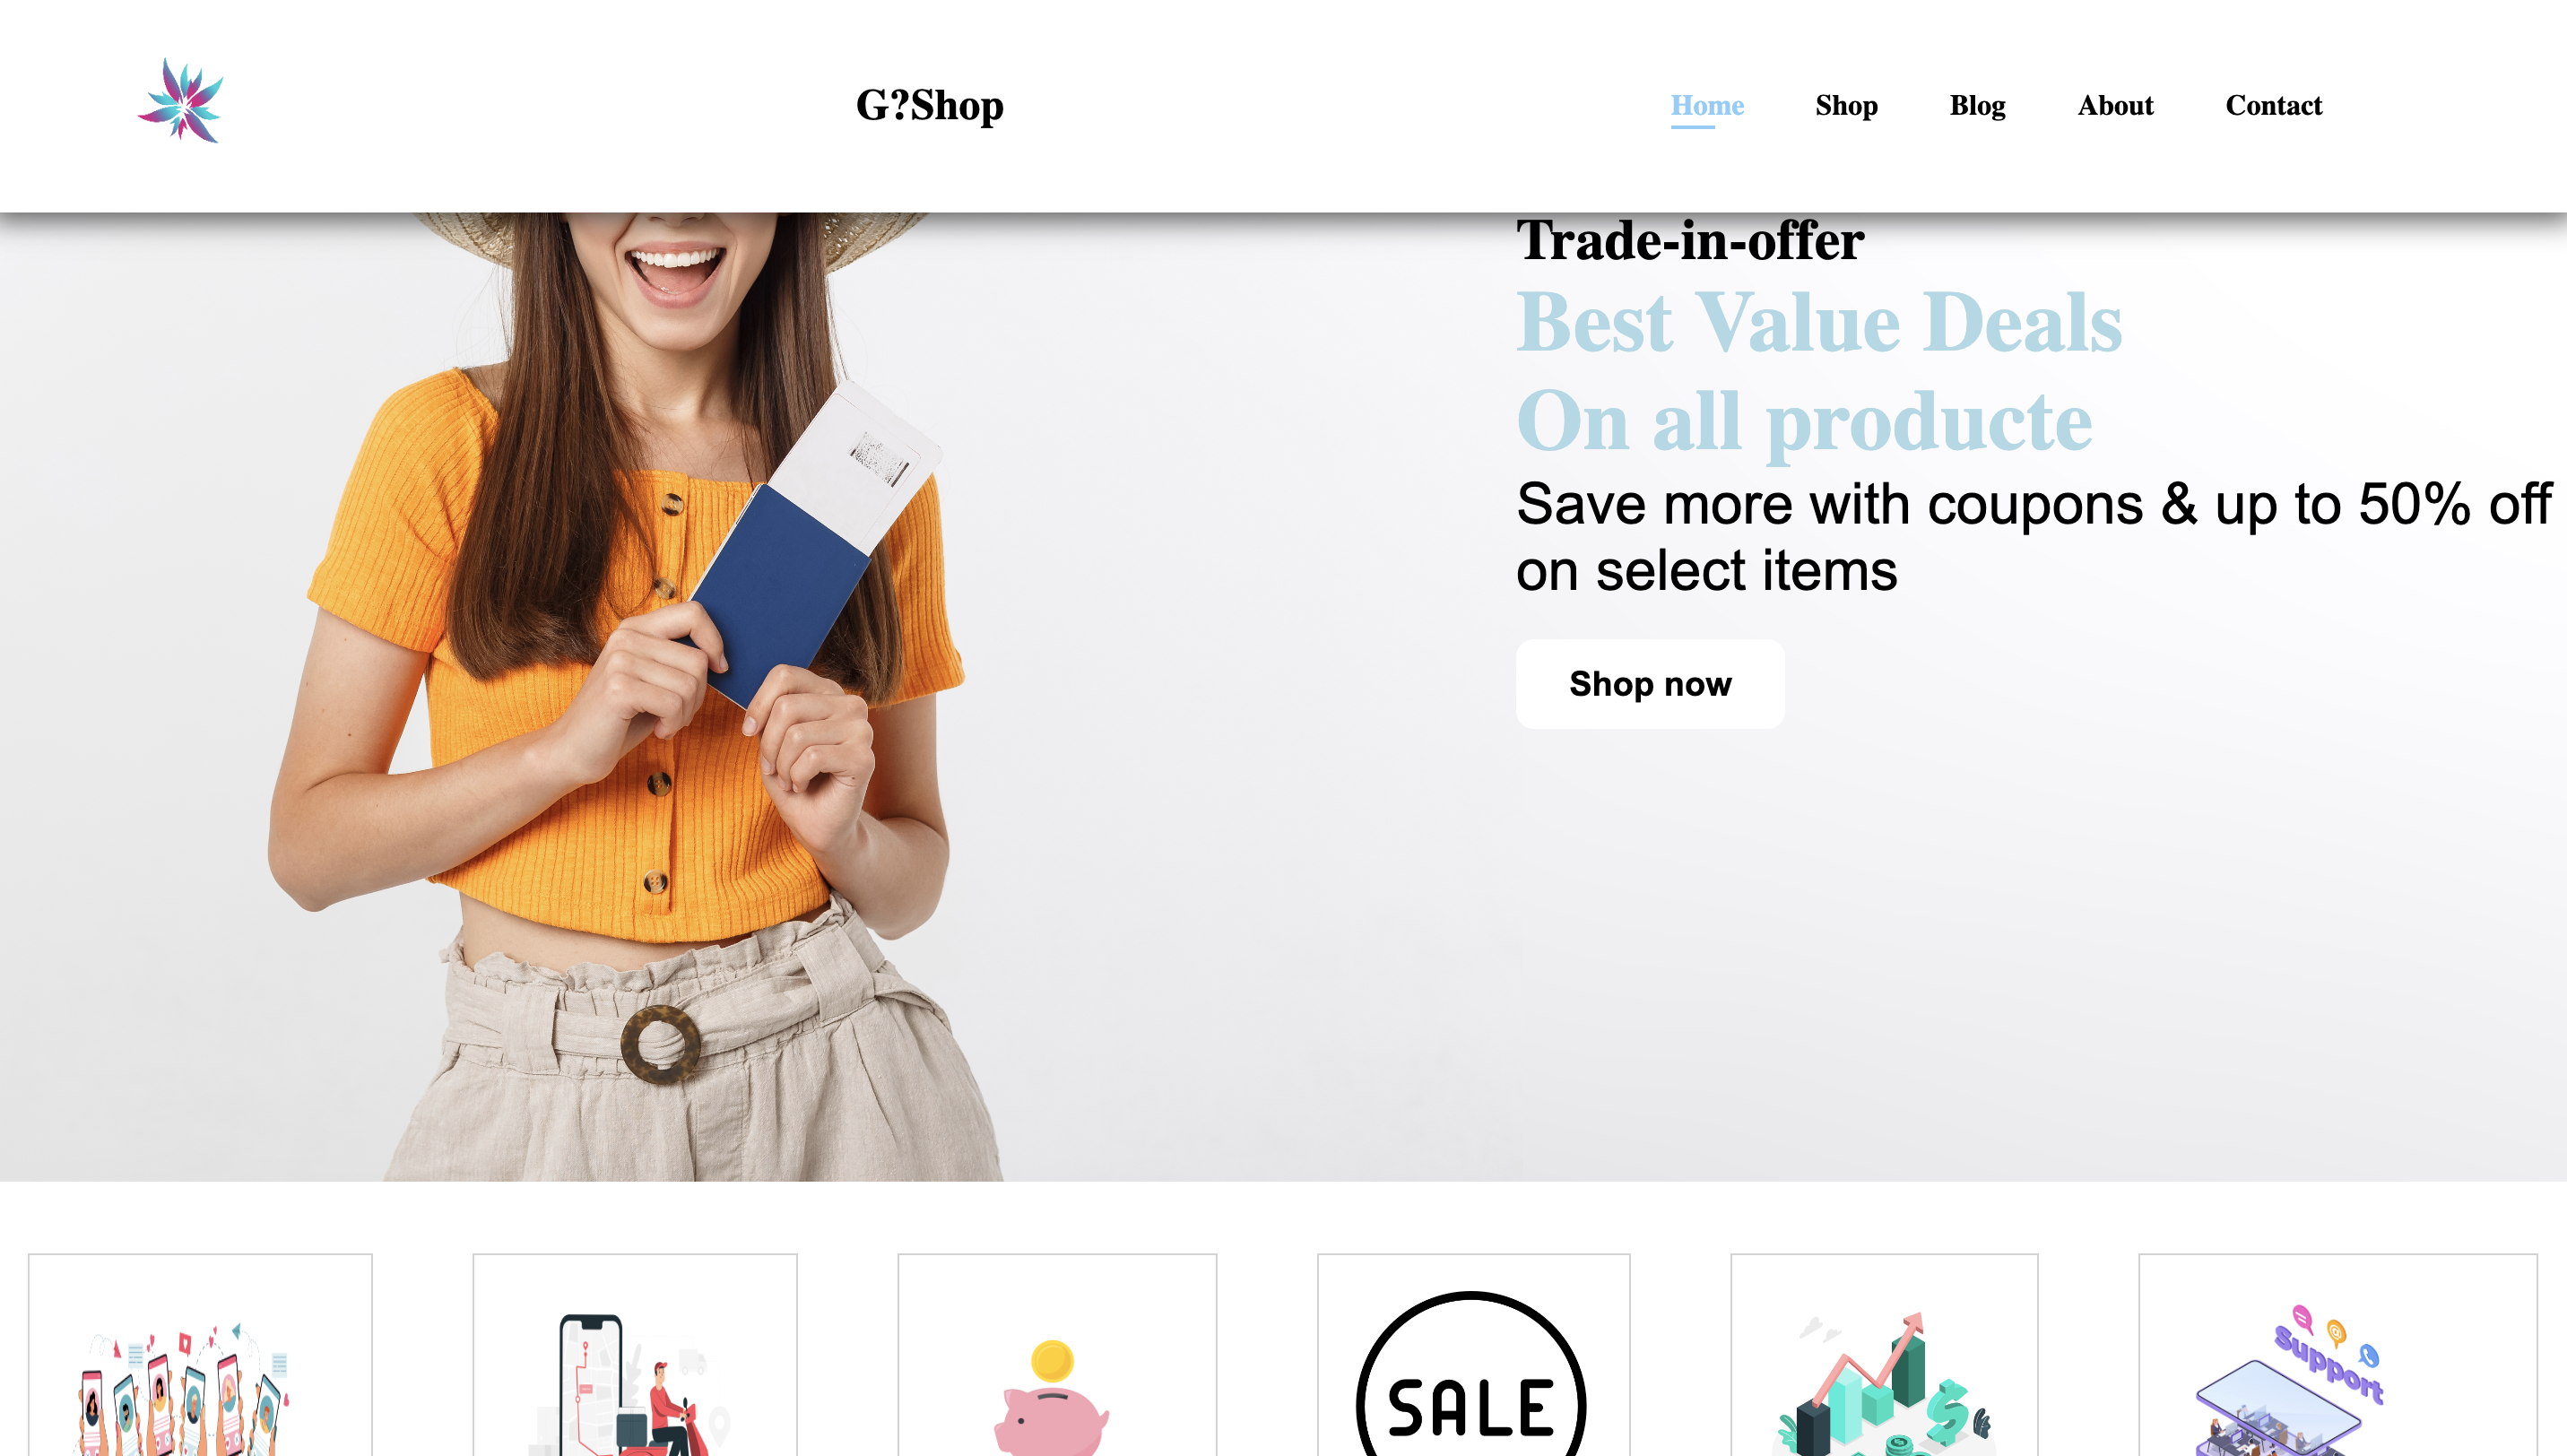 G?Shop
Home Shop Blog About Contact
Trade-in-offer
Best Value Deals
On all producte
Save more with coupons & up to 50% off
on select items
Shop now
SALE
Support